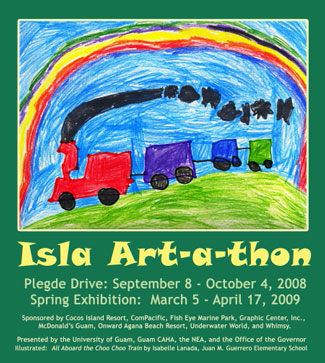 Isla Art-a-thon
Plegde Drive: September 8 - October 4, 2008
Spring Exhibition: March 5 - April 17, 2009
Sponsored by Cocos Island Resort, ComPacific, Fish Eye Marine Park, Graphic Center, Inc.,
McDonald's Guam, Onward Agana Beach Resort, Underwater World, and Whimsy.
Presented by the University of Guam, Guam CAHA, the NEA, and the Office of the Governor
Illustrated: All Aboard the Choo Choo Train by Isabelle Lanada, Juan M. Guerrero Elementary School